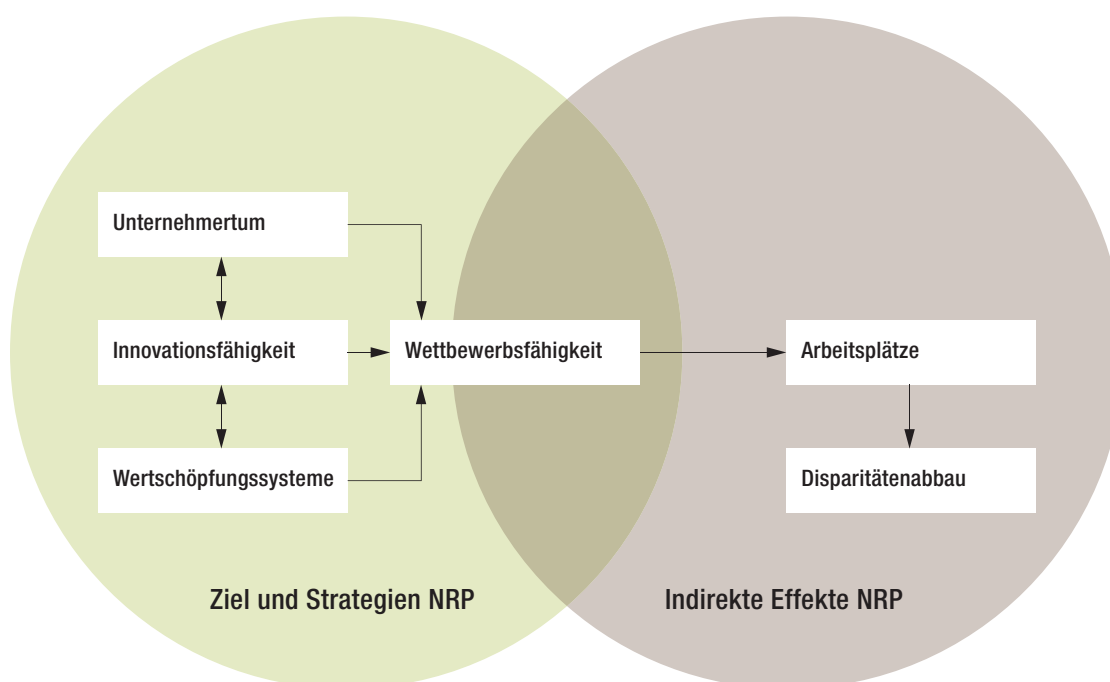 Unternehmertum
Innovationsfähigkeit
Wettbewerbsfähigkeit
Arbeitsplätze
Wertschöpfungssysteme
Disparitätenabbau
Ziel und Strategien NRP
Indirekte Effekte NRP